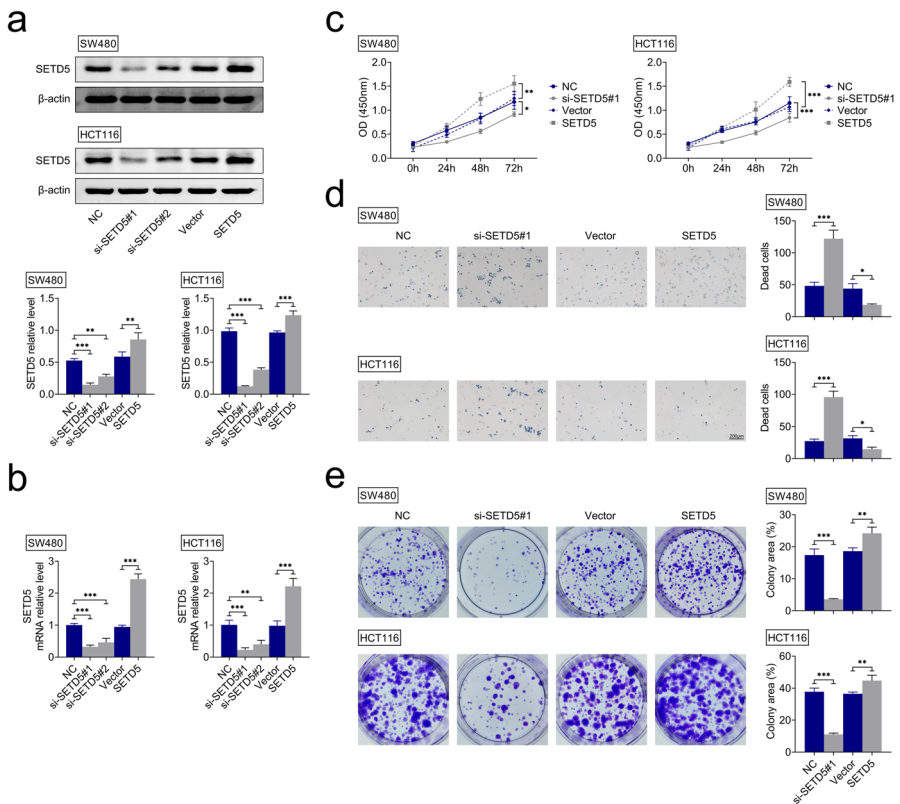 a
SW480
SETD5
β-actin
HCT116
SETD5
β-actin
NC
si-SETD5#1
si-SETD5#2
Vector
SETD5
SW480
SETD5 relative level
1.5
1.0
0.5
0.0
***
**
**
NC
si-SETD5#1
si-SETD5#2
Vector
SETD5
HCT116
SETD5 relative level
1.5
1.0
0.5
0.0
***
***
***
NC
si-SETD5#1
si-SETD5#2
Vector
SETD5
b
SW480
SETD5
mRNA relative level
3
2
1
0
***
***
***
NC
si-SETD5#1
si-SETD5#2
Vector
SETD5
HCT116
SETD5
mRNA relative level
3
2
1
0
***
**
***
NC
si-SETD5#1
si-SETD5#2
Vector
SETD5
c
SW480
OD (450nm)
2.0
1.5
1.0
0.5
0.0
0h
24h
48h
72h
**
*
NC
si-SETD5#1
Vector
SETD5
HCT116
OD (450nm)
2.0
1.5
1.0
0.5
0.0
0h
24h
48h
72h
***
***
NC
si-SETD5#1
Vector
SETD5
d
SW480
NC
si-SETD5#1
Vector
SETD5
HCT116
200μm
SW480
Dead cells
150
100
50
0
***
*
HCT116
Dead cells
150
100
50
0
***
*
e
SW480
NC
si-SETD5#1
Vector
SETD5
HCT116
SW480
Colony area (%)
30
20
10
0
***
**
HCT116
Colony area (%)
60
50
40
30
20
10
0
***
**
NC
si-SETD5#1
Vector
SETD5